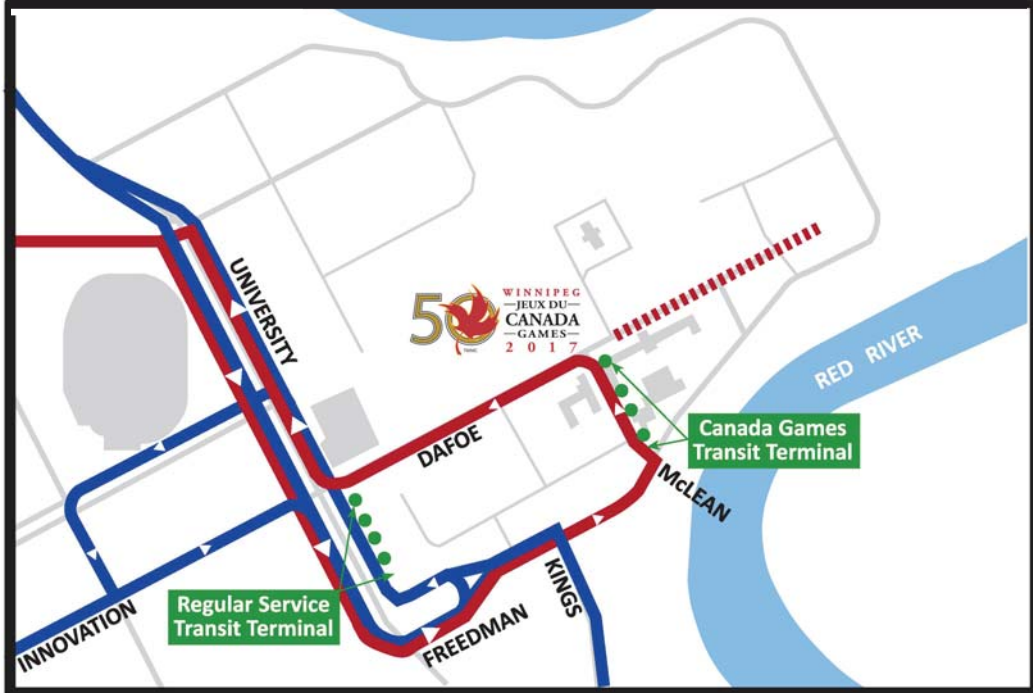 UNIVERSITY
50
WINNIPEG
JEUX DU
CANADA
GAMES
2017
RED RIVER
DAFOE
Canada Games
Transit Terminal
McLEAN
KINGS
Regular Service
Transit Terminal
FREEDMAN
INNOVATION